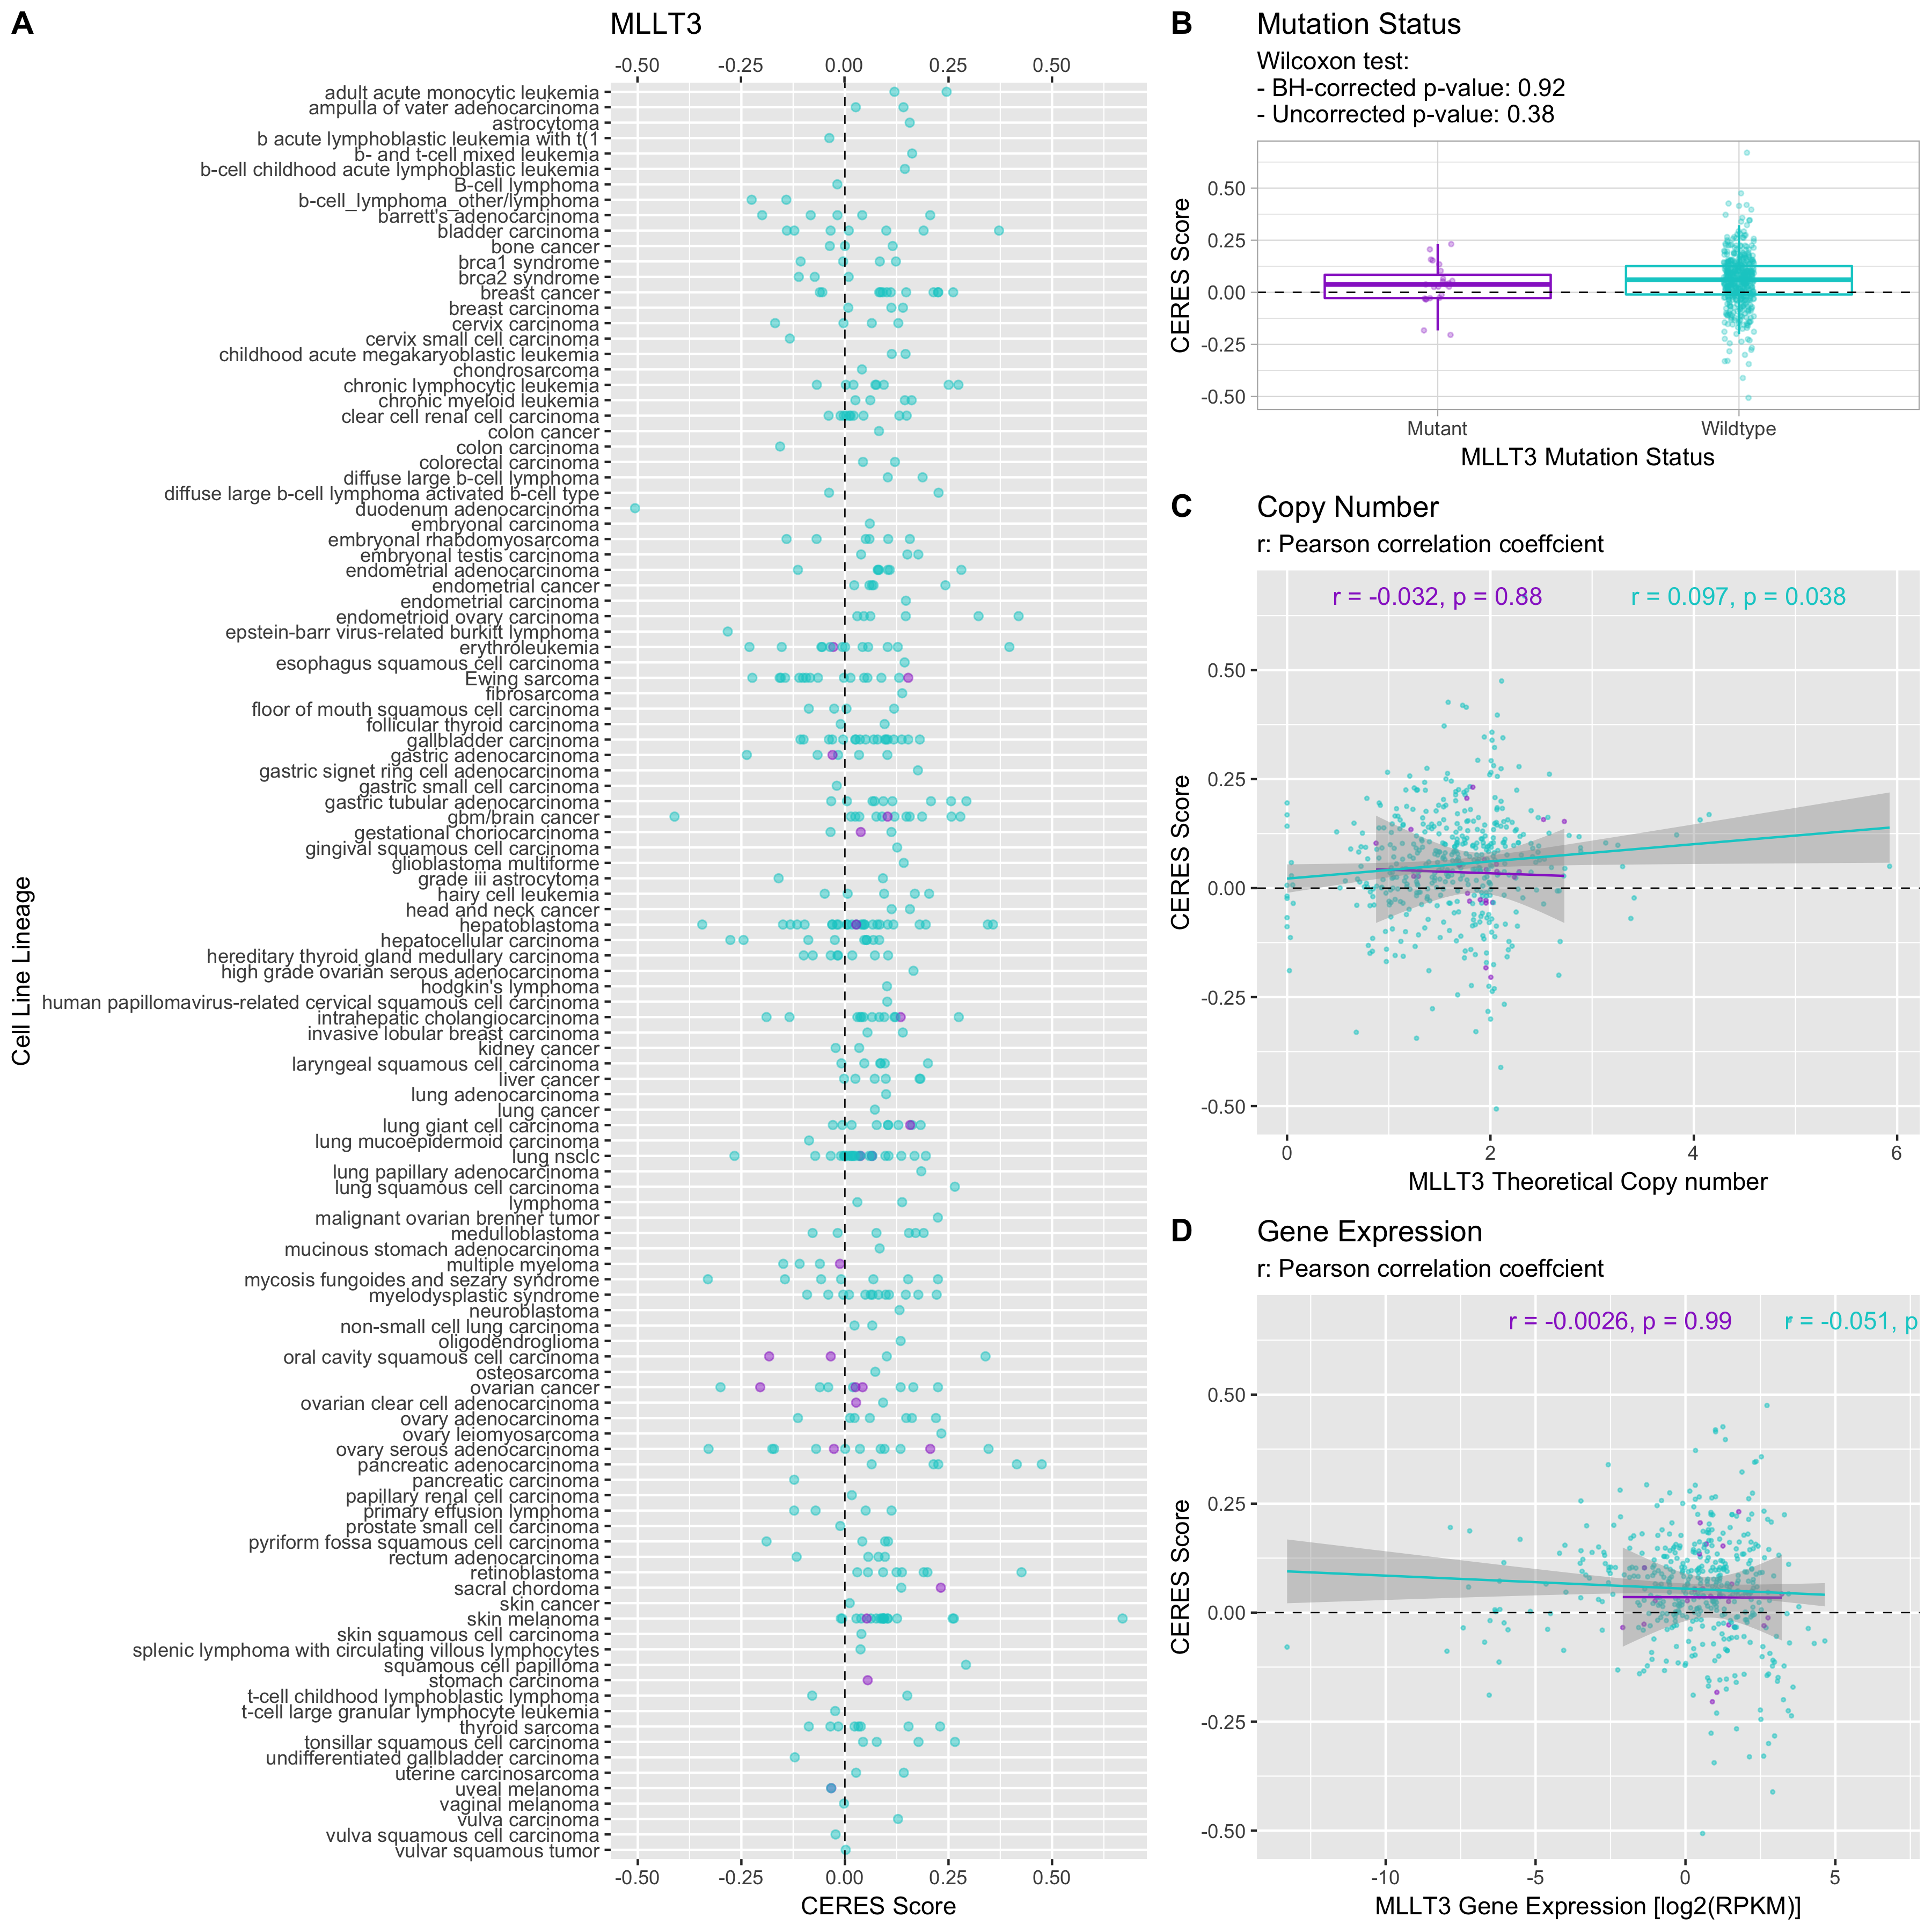 A
MLLT3
-0.50 -0.25 0.00 0.25 0.50
adult acute monocytic leukemia
ampulla of vater adenocarcinoma
astrocytoma
b acute lymphoblastic leukemia with t(1
b- and t-cell mixed leukemia
b-cell childhood acute lymphoblastic leukemia
B-cell lymphoma
b-cell_lymphoma_other/lymphoma
barrett's adenocarcinoma
bladder carcinoma
bone cancer
brca1 syndrome
brca2 syndrome
breast cancer
breast carcinoma
cervix carcinoma
cervix small cell carcinoma
childhood acute megakaryoblastic leukemia
chondrosarcoma
chronic lymphocytic leukemia
chronic myeloid leukemia
clear cell renal cell carcinoma
colon cancer
colon carcinoma
colorectal carcinoma
diffuse large b-cell lymphoma
diffuse large b-cell lymphoma activated b-cell type
duodenum adenocarcinoma
embryonal carcinoma
embryonal rhabdomyosarcoma
embryonal testis carcinoma
endometrial adenocarcinoma
endometrial cancer
endometrial carcinoma
endometrioid ovary carcinoma
epstein-barr virus-related burkitt lymphoma
erythroleukemia
esophagus squamous cell carcinoma
Ewing sarcoma
fibrosarcoma
floor of mouth squamous cell carcinoma
follicular thyroid carcinoma
gallbladder carcinoma
gastric adenocarcinoma
gastric signet ring cell adenocarcinoma
gastric small cell carcinoma
gastric tubular adenocarcinoma
gbm/brain cancer
gestational choriocarcinoma
gingival squamous cell carcinoma
glioblastoma multiforme
grade iii astrocytoma
hairy cell leukemia
head and neck cancer
hepatoblastoma
hepatocellular carcinoma
hereditary thyroid gland medullary carcinoma
high grade ovarian serous adenocarcinoma
hodgkin's lymphoma
human papillomavirus-related cervical squamous cell carcinoma
intrahepatic cholangiocarcinoma
invasive lobular breast carcinoma
kidney cancer
laryngeal squamous cell carcinoma
liver cancer
lung adenocarcinoma
lung cancer
lung giant cell carcinoma
lung mucoepidermoid carcinoma
lung nsclc
lung papillary adenocarcinoma
lung squamous cell carcinoma
lymphoma
malignant ovarian brenner tumor
medulloblastoma
mucinous stomach adenocarcinoma
multiple myeloma
mycosis fungoides and sezary syndrome
myelodysplastic syndrome
neuroblastoma
non-small cell lung carcinoma
oligodendroglioma
oral cavity squamous cell carcinoma
osteosarcoma
ovarian cancer
ovarian clear cell adenocarcinoma
ovary adenocarcinoma
ovary leiomyosarcoma
ovary serous adenocarcinoma
pancreatic adenocarcinoma
pancreatic carcinoma
papillary renal cell carcinoma
primary effusion lymphoma
prostate small cell carcinoma
pyriform fossa squamous cell carcinoma
rectum adenocarcinoma
retinoblastoma
sacral chordoma
skin cancer
skin melanoma
skin squamous cell carcinoma
splenic lymphoma with circulating villous lymphocytes
squamous cell papilloma
stomach carcinoma
t-cell childhood lymphoblastic lymphoma
t-cell large granular lymphocyte leukemia
thyroid sarcoma
tonsillar squamous cell carcinoma
undifferentiated gallbladder carcinoma
uterine carcinosarcoma
uveal melanoma
vaginal melanoma
vulva carcinoma
vulva squamous cell carcinoma
vulvar squamous tumor
-0.50 -0.25 0.00 0.25 0.50
CERES Score
Cell Line Lineage
B
Mutation Status
Wilcoxon test:
- BH-corrected p-value: 0.92
- Uncorrected p-value: 0.38
0.50
0.25
0.00
-0.25
-0.50
CERES Score
Mutant Wildtype
MLLT3 Mutation Status
C
Copy Number
r: Pearson correlation coeffcient
r = -0.032, p = 0.88 r = 0.097, p = 0.038
0.50
0.25
0.00
-0.25
-0.50
CERES Score
0 2 4 6
MLLT3 Theoretical Copy number
D
Gene Expression
r: Pearson correlation coeffcient
r = -0.0026, p = 0.99 r = -0.051, p
0.50
0.25
0.00
-0.25
-0.50
CERES Score
-10 -5 0 5
MLLT3 Gene Expression [log2(RPKM)]